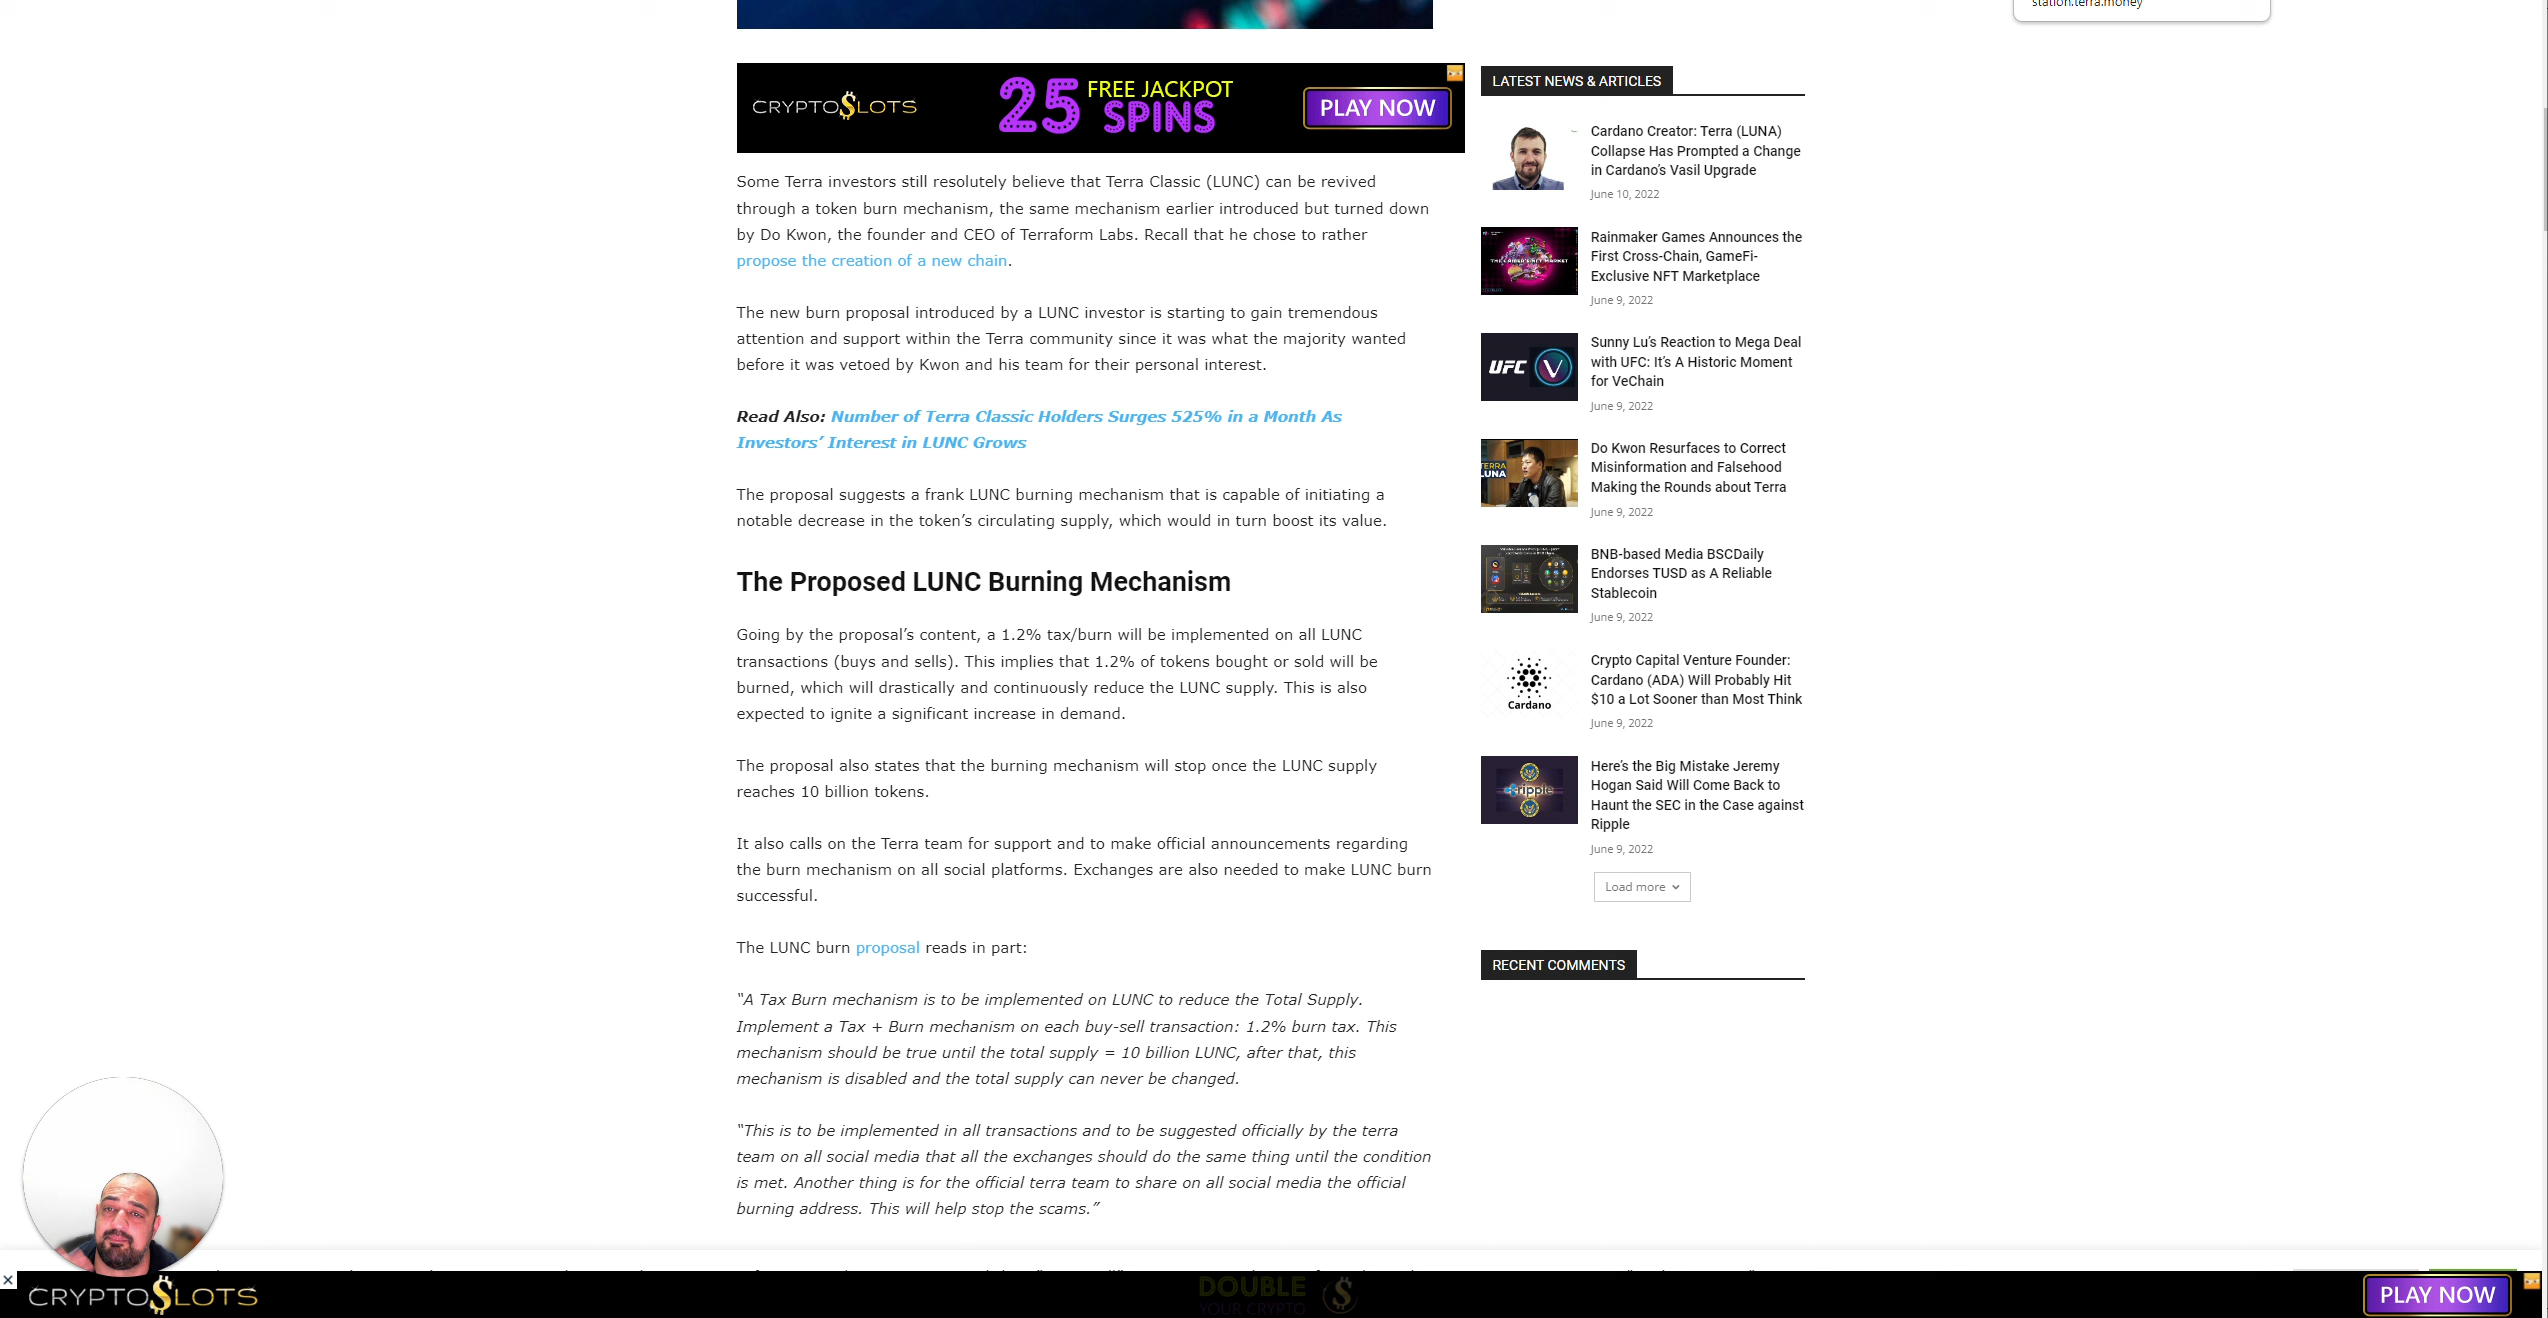 station.terra.money
CRYPTO$LOTS
25 FREE JACKPOT
SPINS
PLAY NOW
Some Terra investors still resolutely believe that Terra Classic (LUNC) can be revived
through a token burn mechanism, the same mechanism earlier introduced but turned down
by Do Kwon, the founder and CEO of Terraform Labs. Recall that he chose to rather
propose the creation of a new chain.
The new burn proposal introduced by a LUNC investor is starting to gain tremendous
attention and support within the Terra community since it was what the majority wanted
before it was vetoed by Kwon and his team for their personal interest.
Read Also: Number of Terra Classic Holders Surges 525% in a Month As
Investors’ Interest in LUNC Grows
The proposal suggests a frank LUNC burning mechanism that is capable of initiating a
notable decrease in the token’s circulating supply, which would in turn boost its value.
The Proposed LUNC Burning Mechanism
Going by the proposal’s content, a 1.2% tax/burn will be implemented on all LUNC
transactions (buys and sells). This implies that 1.2% of tokens bought or sold will be
burned, which will drastically and continuously reduce the LUNC supply. This is also
expected to ignite a significant increase in demand.
The proposal also states that the burning mechanism will stop once the LUNC supply
reaches 10 billion tokens.
It also calls on the Terra team for support and to make official announcements regarding
the burn mechanism on all social platforms. Exchanges are also needed to make LUNC burn
successful.
The LUNC burn proposal reads in part:
“A Tax Burn mechanism is to be implemented on LUNC to reduce the Total Supply.
Implement a Tax + Burn mechanism on each buy-sell transaction: 1.2% burn tax. This
mechanism should be true until the total supply = 10 billion LUNC, after that, this
mechanism is disabled and the total supply can never be changed.
“This is to be implemented in all transactions and to be suggested officially by the terra
team on all social media that all the exchanges should do the same thing until the condition
is met. Another thing is for the official terra team to share on all social media the official
burning address. This will help stop the scams.”
LATEST NEWS & ARTICLES
Cardano Creator: Terra (LUNA)
Collapse Has Prompted a Change
in Cardano’s Vasil Upgrade
June 10, 2022
THE GAMER'S NFT MARKET
Rainmaker Games Announces the
First Cross-Chain, GameFi-
Exclusive NFT Marketplace
June 9, 2022
UFC
Sunny Lu’s Reaction to Mega Deal
with UFC: It’s A Historic Moment
for VeChain
June 9, 2022
TERRA
LUNA
Do Kwon Resurfaces to Correct
Misinformation and Falsehood
Making the Rounds about Terra
June 9, 2022
BNB-based Media BSCDaily
Endorses TUSD as A Reliable
Stablecoin
June 9, 2022
Cardano
Crypto Capital Venture Founder:
Cardano (ADA) Will Probably Hit
$10 a Lot Sooner than Most Think
June 9, 2022
ripple
Here’s the Big Mistake Jeremy
Hogan Said Will Come Back to
Haunt the SEC in the Case against
Ripple
June 9, 2022
Load more
RECENT COMMENTS
CRYPTO$LOTS
DOUBLE
YOUR CRYPTO
$
PLAY NOW